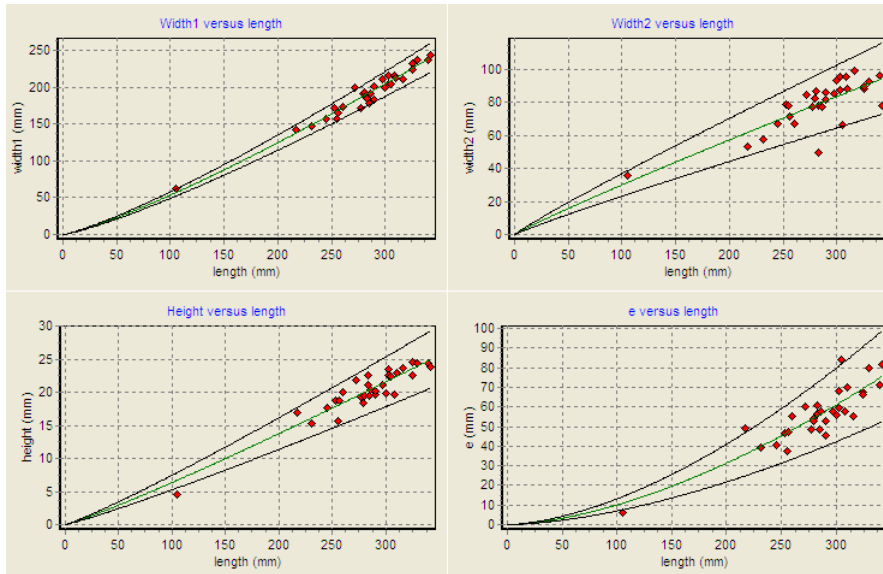 Width1 versus length
250
200
150
100
50
0
width1 (mm)
0 50 100 150 200 250 300
length (mm)
Width2 versus length
100
80
60
40
20
0
width2 (mm)
0 50 100 150 200 250 300
length (mm)
Height versus length
30
25
20
15
10
5
0
height (mm)
0 50 100 150 200 250 300
length (mm)
e versus length
100
90
80
70
60
50
40
30
20
10
0
e (mm)
0 50 100 150 200 250 300
length (mm)